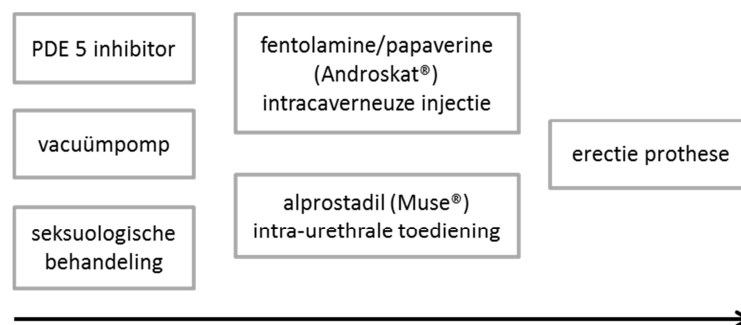 PDE 5 inhibitor
vacuümpomp
seksuologische
behandeling
fentolamine/papaverine
(Androskat®)
intracaverneuze injectie
alprostadil (Muse®)
intra-urethrale toediening
erectie prothese